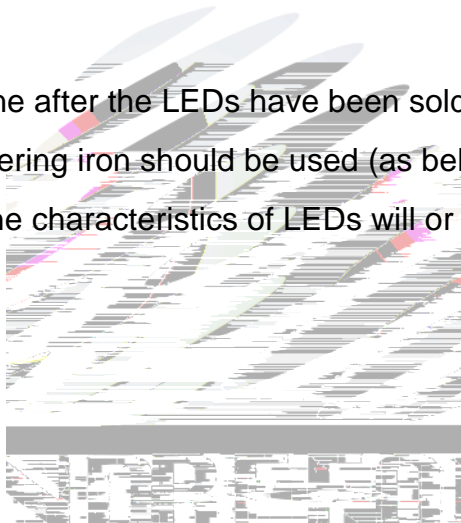 ne after the LEDs have been sold
ering iron should be used (as bel
ne characteristics of LEDs will or